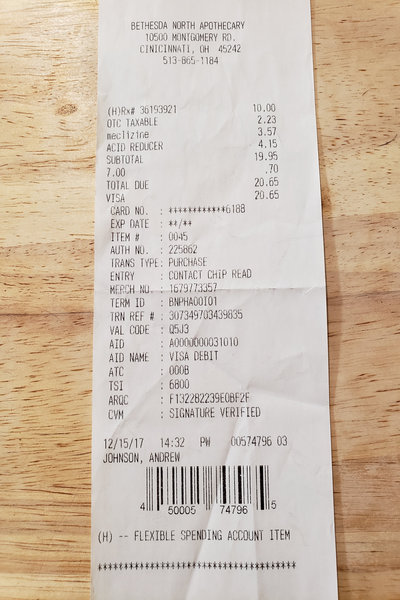 BETHESDA NORTH APOTHECARY
10500 MONTGOMERY RD.
CINICINNATI, OH 45242
513-865-1184
(H)Rx# 36193921 10.00
OTC TAXABLE 2.23
meclizine 3.57
ACID REDUCER 4.15
SUBTOTAL 19.95
7.00 .70
TOTAL DUE 20.65
VISA 20.65
CARD NO. : ************6188
EXP DATE : **/**
ITEM # : 0045
AUTH NO. : 225862
TRANS TYPE: PURCHASE
ENTRY : CONTACT CHIP READ
MERCH NO. : 1679773357
TERM ID : BNPHA00101
TRN REF # : 307349703439835
VAL CODE : Q5J3
AID : A0000000031010
AID NAME : VISA DEBIT
ATC : 000B
TSI : 6800
ARQC : F132282239E0BF2F
CVM : SIGNATURE VERIFIED
12/15/17 14:32 PW 00574796 03
JOHNSON, ANDREW
4 50005 74796 5
(H) -- FLEXIBLE SPENDING ACCOUNT ITEM
****************************************